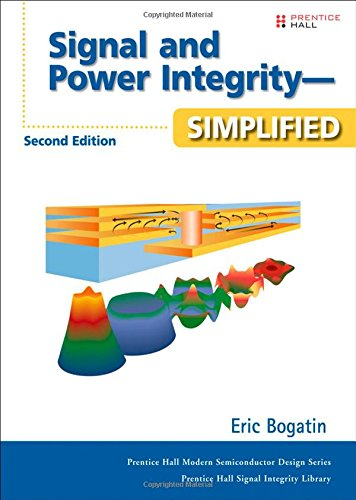 Copyrighted Material
PRENTICE
HALL
Signal and
Power Integrity—
SIMPLIFIED
Second Edition
Eric Bogatin
Prentice Hall Modern Semiconductor Design Series
Prentice Hall Signal Integrity Library
Copyrighted Material